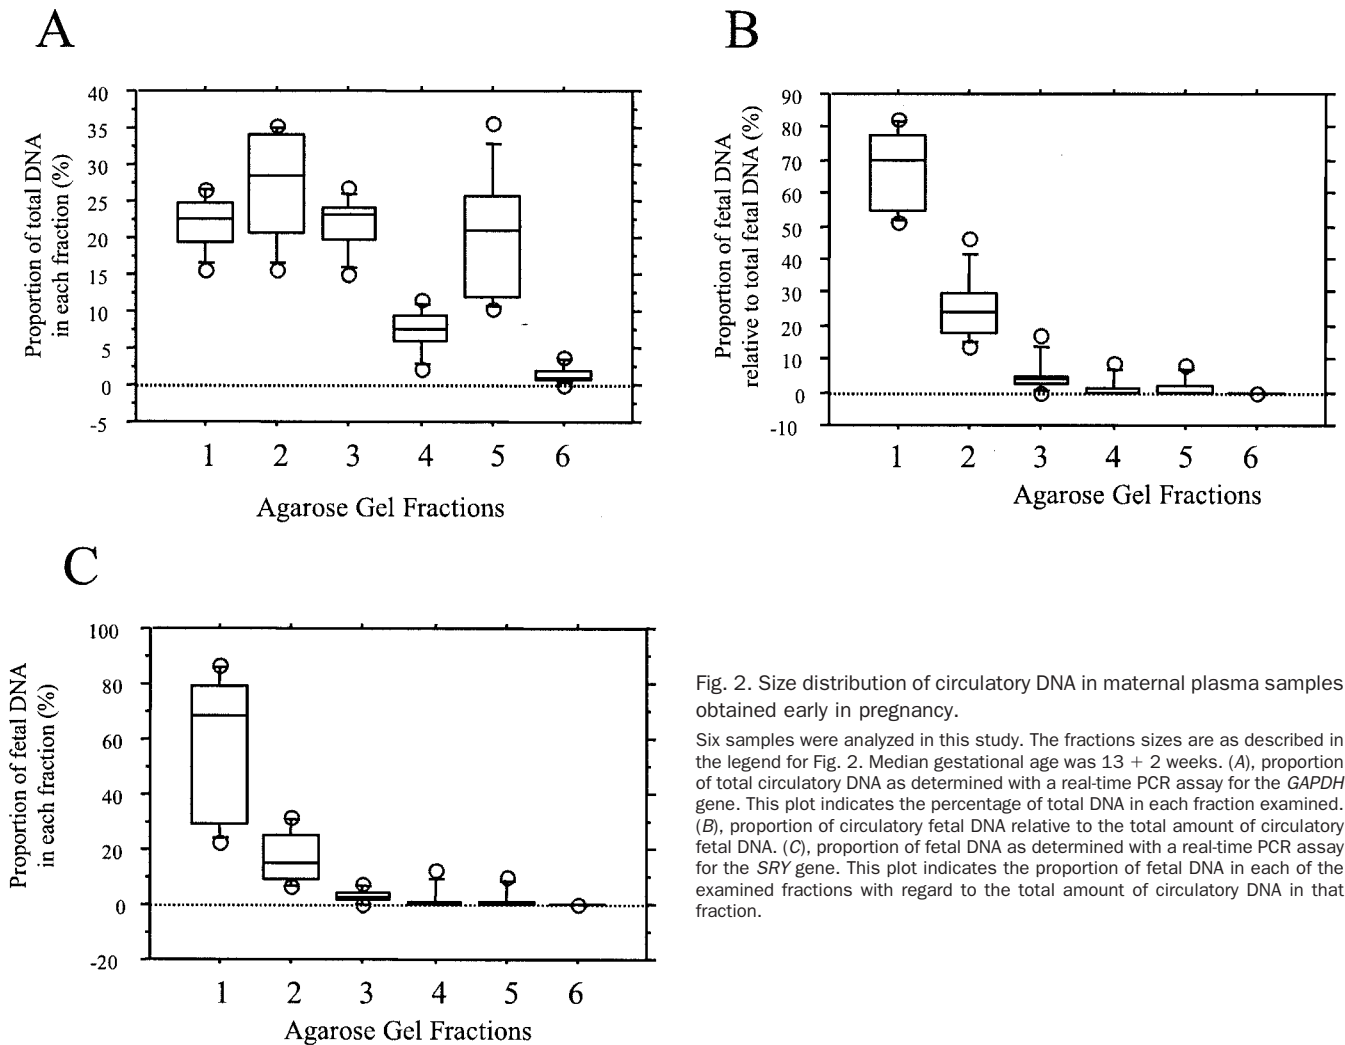 A
Proportion of total DNA
in each fraction (%)
40
35
30
25
20
15
10
5
0
-5
1 2 3 4 5 6
Agarose Gel Fractions
B
Proportion of fetal DNA
relative to total fetal DNA (%)
90
80
70
60
50
40
30
20
10
0
-10
1 2 3 4 5 6
Agarose Gel Fractions
C
Proportion of fetal DNA
in each fraction (%)
100
80
60
40
20
0
-20
1 2 3 4 5 6
Agarose Gel Fractions
Fig. 2. Size distribution of circulatory DNA in maternal plasma samples
obtained early in pregnancy.
Six samples were analyzed in this study. The fractions sizes are as described in
the legend for Fig. 2. Median gestational age was 13 + 2 weeks. (A), proportion
of total circulatory DNA as determined with a real-time PCR assay for the GAPDH
gene. This plot indicates the percentage of total DNA in each fraction examined.
(B), proportion of circulatory fetal DNA relative to the total amount of circulatory
fetal DNA. (C), proportion of fetal DNA as determined with a real-time PCR assay
for the SRY gene. This plot indicates the proportion of fetal DNA in each of the
examined fractions with regard to the total amount of circulatory DNA in that
fraction.